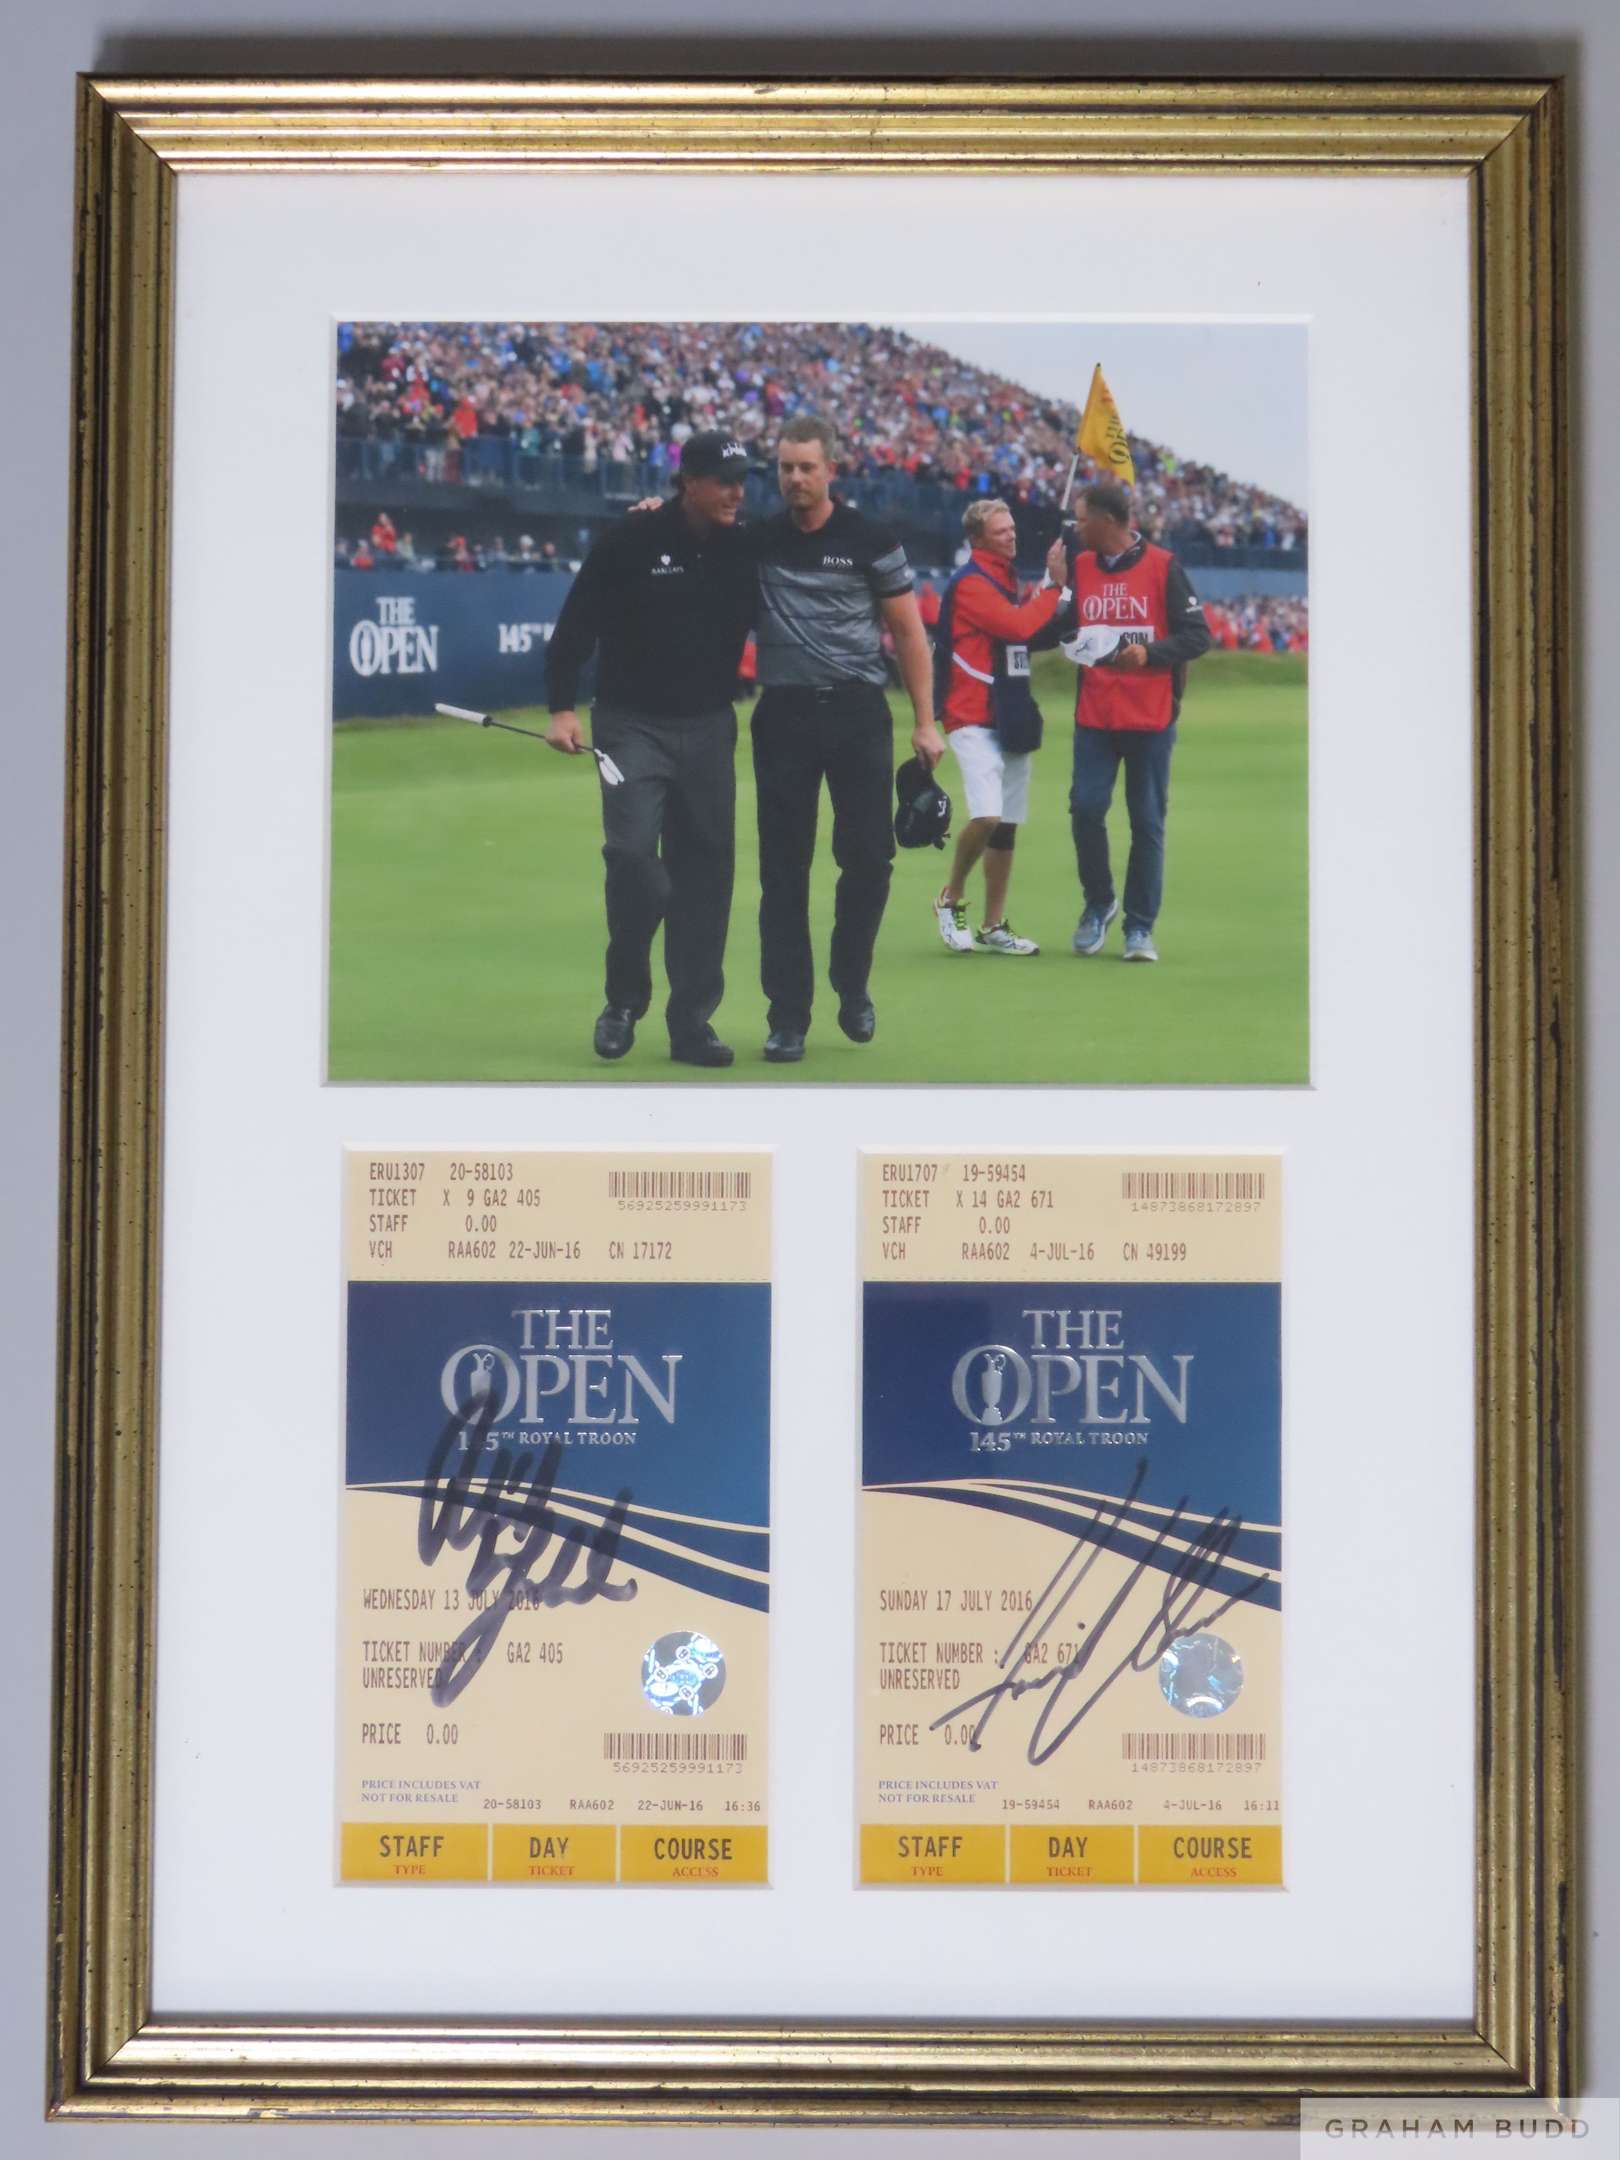 KPMG
BARCLAYS
BOSS
THE
OPEN
145TH
THE
OPEN
SON
ERU1307 20-58103
TICKET X 9 GA2 405
STAFF 0.00
VCH RAA602 22-JUN-16 CN 17172
56925259991173
THE
OPEN
145TH ROYAL TROON
WEDNESDAY 13 JULY 2016
TICKET NUMBER : GA2 405
UNRESERVED
PRICE 0.00
56925259991173
PRICE INCLUDES VAT
NOT FOR RESALE
20-58103 RAA602 22-JUN-16 16:36
STAFF DAY COURSE
TYPE TICKET ACCESS
ERU1707 19-59454
TICKET X 14 GA2 671
STAFF 0.00
VCH RAA602 4-JUL-16 CN 49199
14873868172897
THE
OPEN
145TH ROYAL TROON
SUNDAY 17 JULY 2016
TICKET NUMBER : GA2 671
UNRESERVED
PRICE 0.00
14873868172897
PRICE INCLUDES VAT
NOT FOR RESALE
19-59454 RAA602 4-JUL-16 16:11
STAFF DAY COURSE
TYPE TICKET ACCESS
GRAHAM BUDD